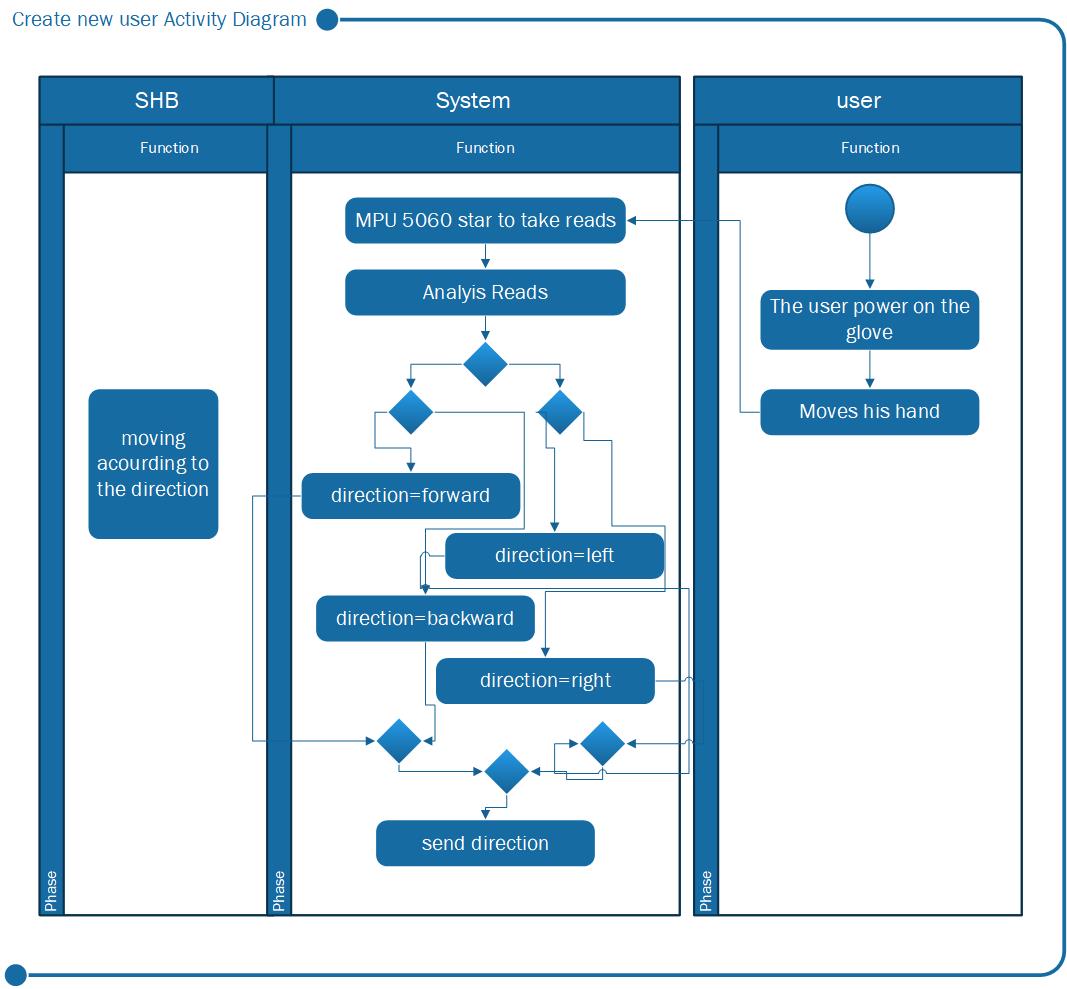 Create new user Activity Diagram
SHB
System
user
Function
Function
Function
MPU 5060 star to take reads
Analyis Reads
The user power on the
glove
Moves his hand
moving
acourding to
the direction
direction=forward
direction=left
direction=backward
direction=right
send direction
Phase
Phase
Phase